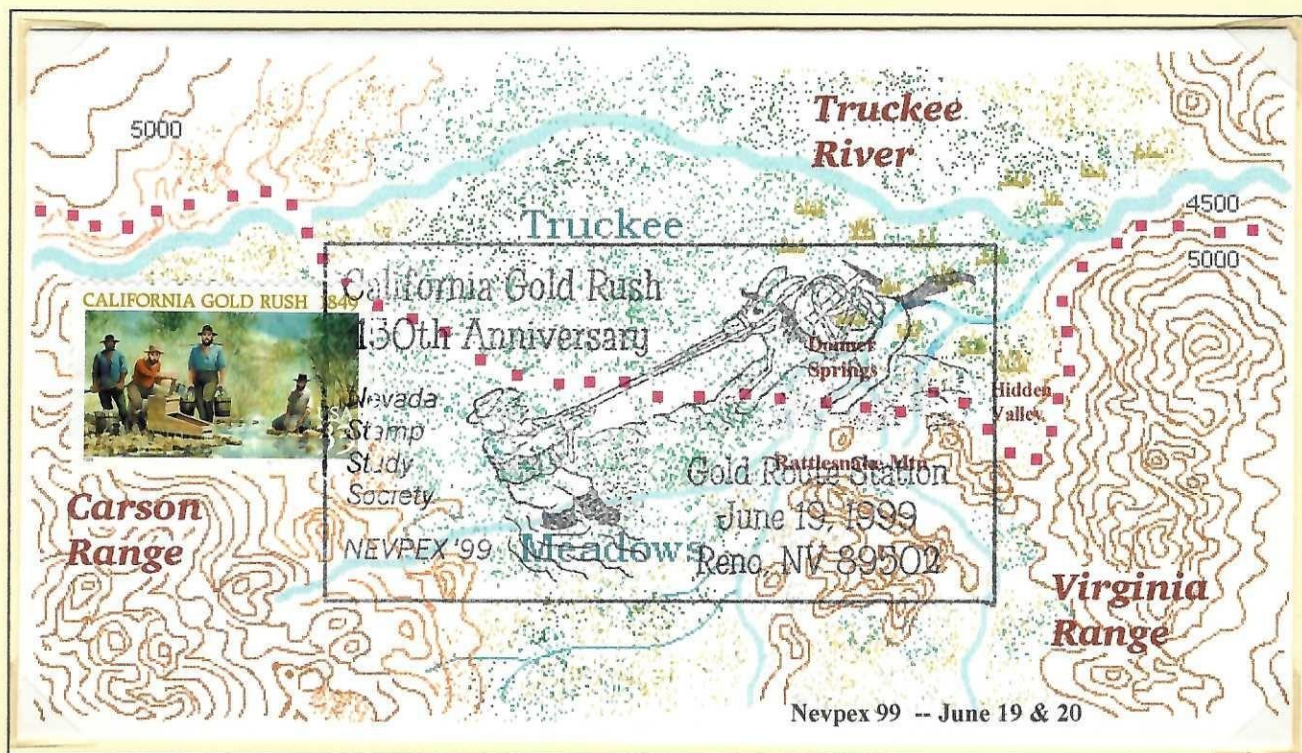 5000
Truckee
River
4500
5000
Truckee
California Gold Rush
150th Anniversary
CALIFORNIA GOLD RUSH 1849
Donner
Springs
Hidden
Valley
Nevada
Stamp
Study
Society
NEVPEX '99
Rattlesnake Mtn
Gold Route Station
June 19, 1999
Reno, NV 89502
Carson
Range
Meadows
Virginia
Range
Nevpex 99 -- June 19 & 20